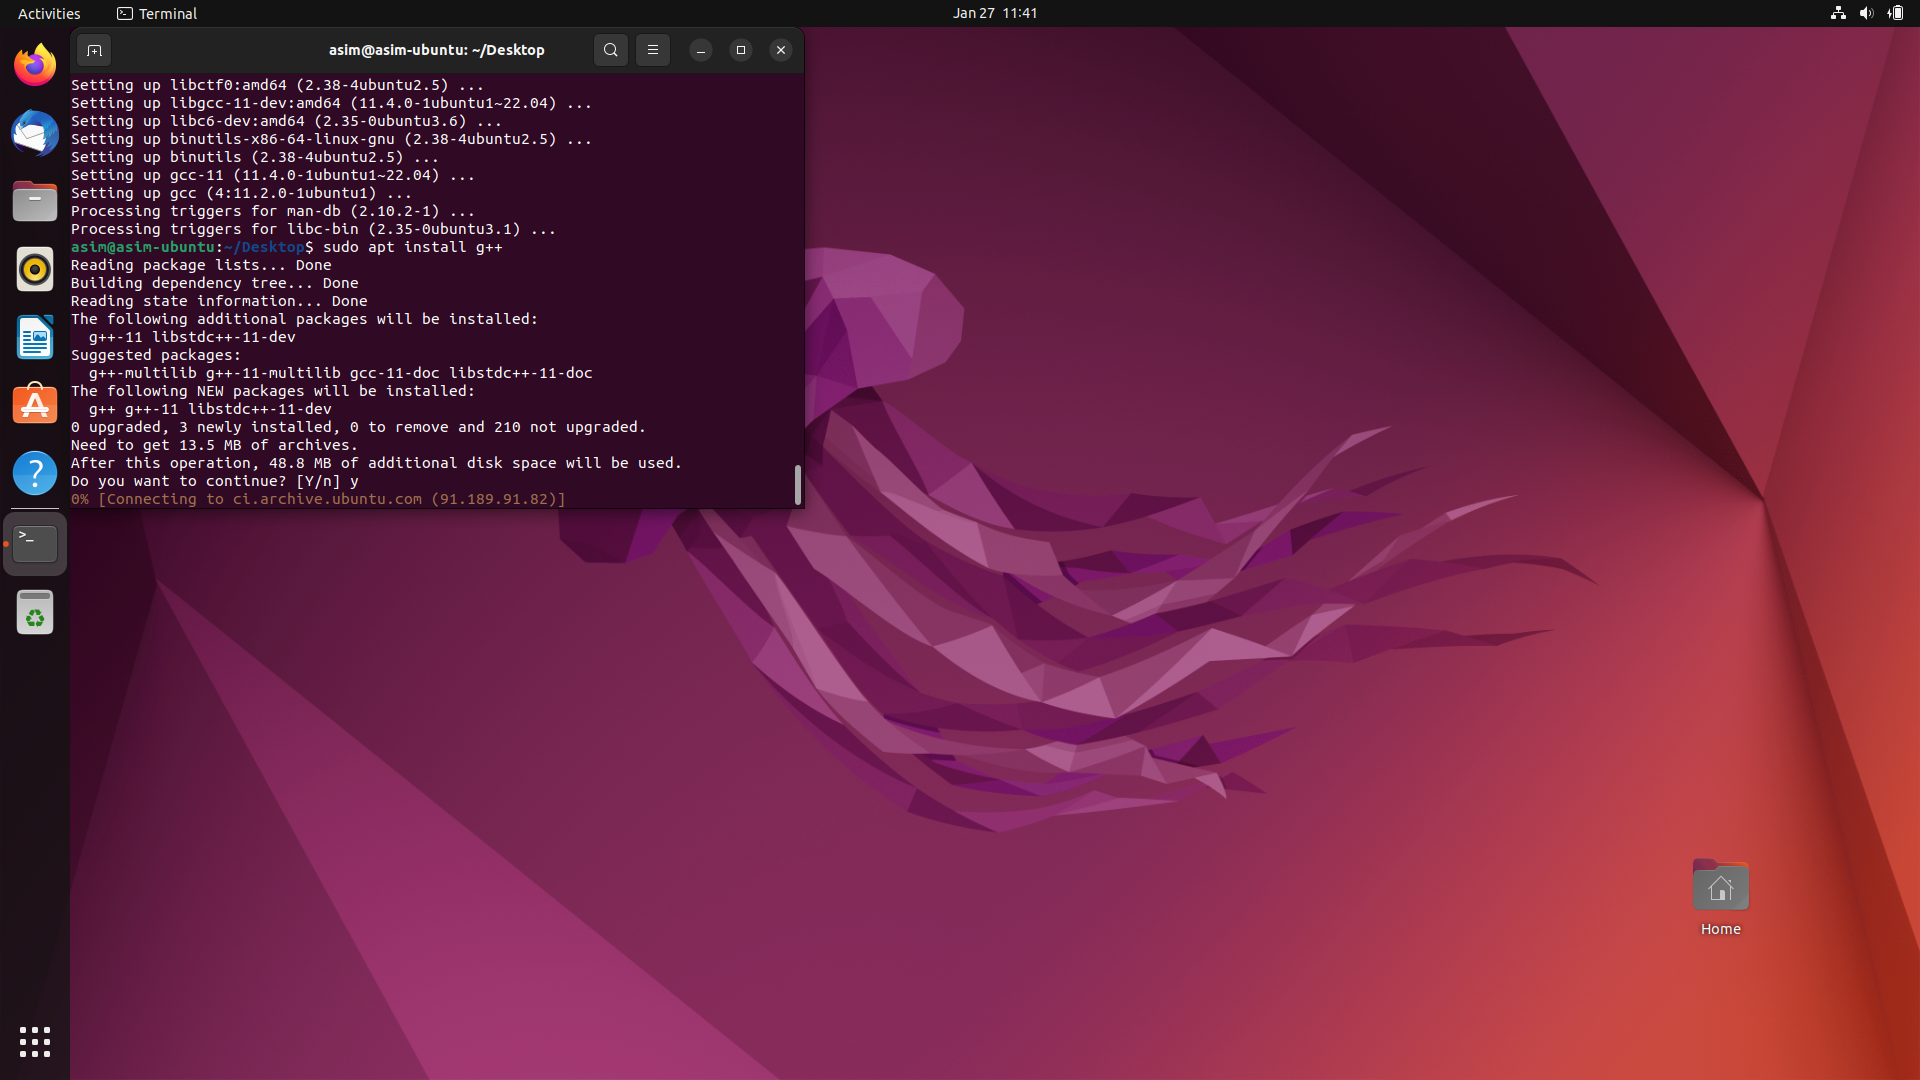 Activities
Terminal
Jan 27 11:41
asim@asim-ubuntu: ~/Desktop
Setting up libctf0:amd64 (2.38-4ubuntu2.5) ...
Setting up libgcc-11-dev:amd64 (11.4.0-1ubuntu1~22.04) ...
Setting up libc6-dev:amd64 (2.35-0ubuntu3.6) ...
Setting up binutils-x86-64-linux-gnu (2.38-4ubuntu2.5) ...
Setting up binutils (2.38-4ubuntu2.5) ...
Setting up gcc-11 (11.4.0-1ubuntu1~22.04) ...
Setting up gcc (4:11.2.0-1ubuntu1) ...
Processing triggers for man-db (2.10.2-1) ...
Processing triggers for libc-bin (2.35-0ubuntu3.1) ...
asim@asim-ubuntu:~/Desktop$ sudo apt install g++
Reading package lists... Done
Building dependency tree... Done
Reading state information... Done
The following additional packages will be installed:
  g++-11 libstdc++-11-dev
Suggested packages:
  g++-multilib g++-11-multilib gcc-11-doc libstdc++-11-doc
The following NEW packages will be installed:
  g++ g++-11 libstdc++-11-dev
0 upgraded, 3 newly installed, 0 to remove and 210 not upgraded.
Need to get 13.5 MB of archives.
After this operation, 48.8 MB of additional disk space will be used.
Do you want to continue? [Y/n] y
0% [Connecting to ci.archive.ubuntu.com (91.189.91.82)]
Home